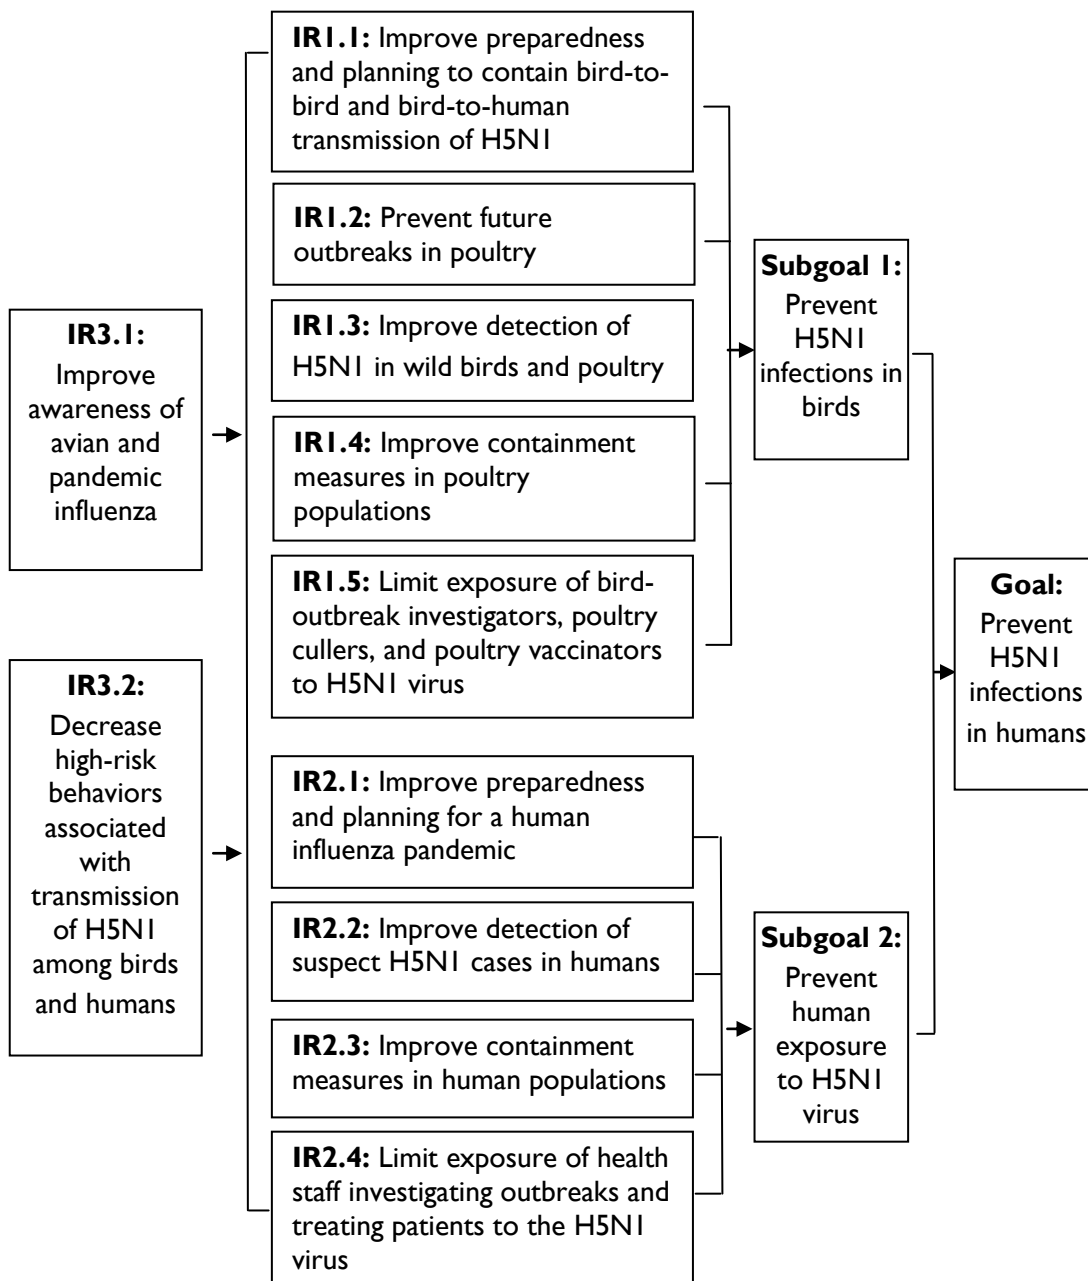 IR1.1: Improve preparedness
and planning to contain bird-to-
bird and bird-to-human
transmission of H5N1
IR1.2: Prevent future
outbreaks in poultry
IR1.3: Improve detection of
H5N1 in wild birds and poultry
IR1.4: Improve containment
measures in poultry
populations
IR1.5: Limit exposure of bird-
outbreak investigators, poultry
cullers, and poultry vaccinators
to H5N1 virus
IR2.1: Improve preparedness
and planning for a human
influenza pandemic
IR2.2: Improve detection of
suspect H5N1 cases in humans
IR2.3: Improve containment
measures in human populations
IR2.4: Limit exposure of health
staff investigating outbreaks and
treating patients to the H5N1
virus
IR3.1:
Improve
awareness of
avian and
pandemic
influenza
IR3.2:
Decrease
high-risk
behaviors
associated
with
transmission
of H5N1
among birds
and humans
Subgoal 1:
Prevent
H5N1
infections in
birds
Subgoal 2:
Prevent
human
exposure
to H5N1
virus
Goal:
Prevent
H5N1
infections
in humans